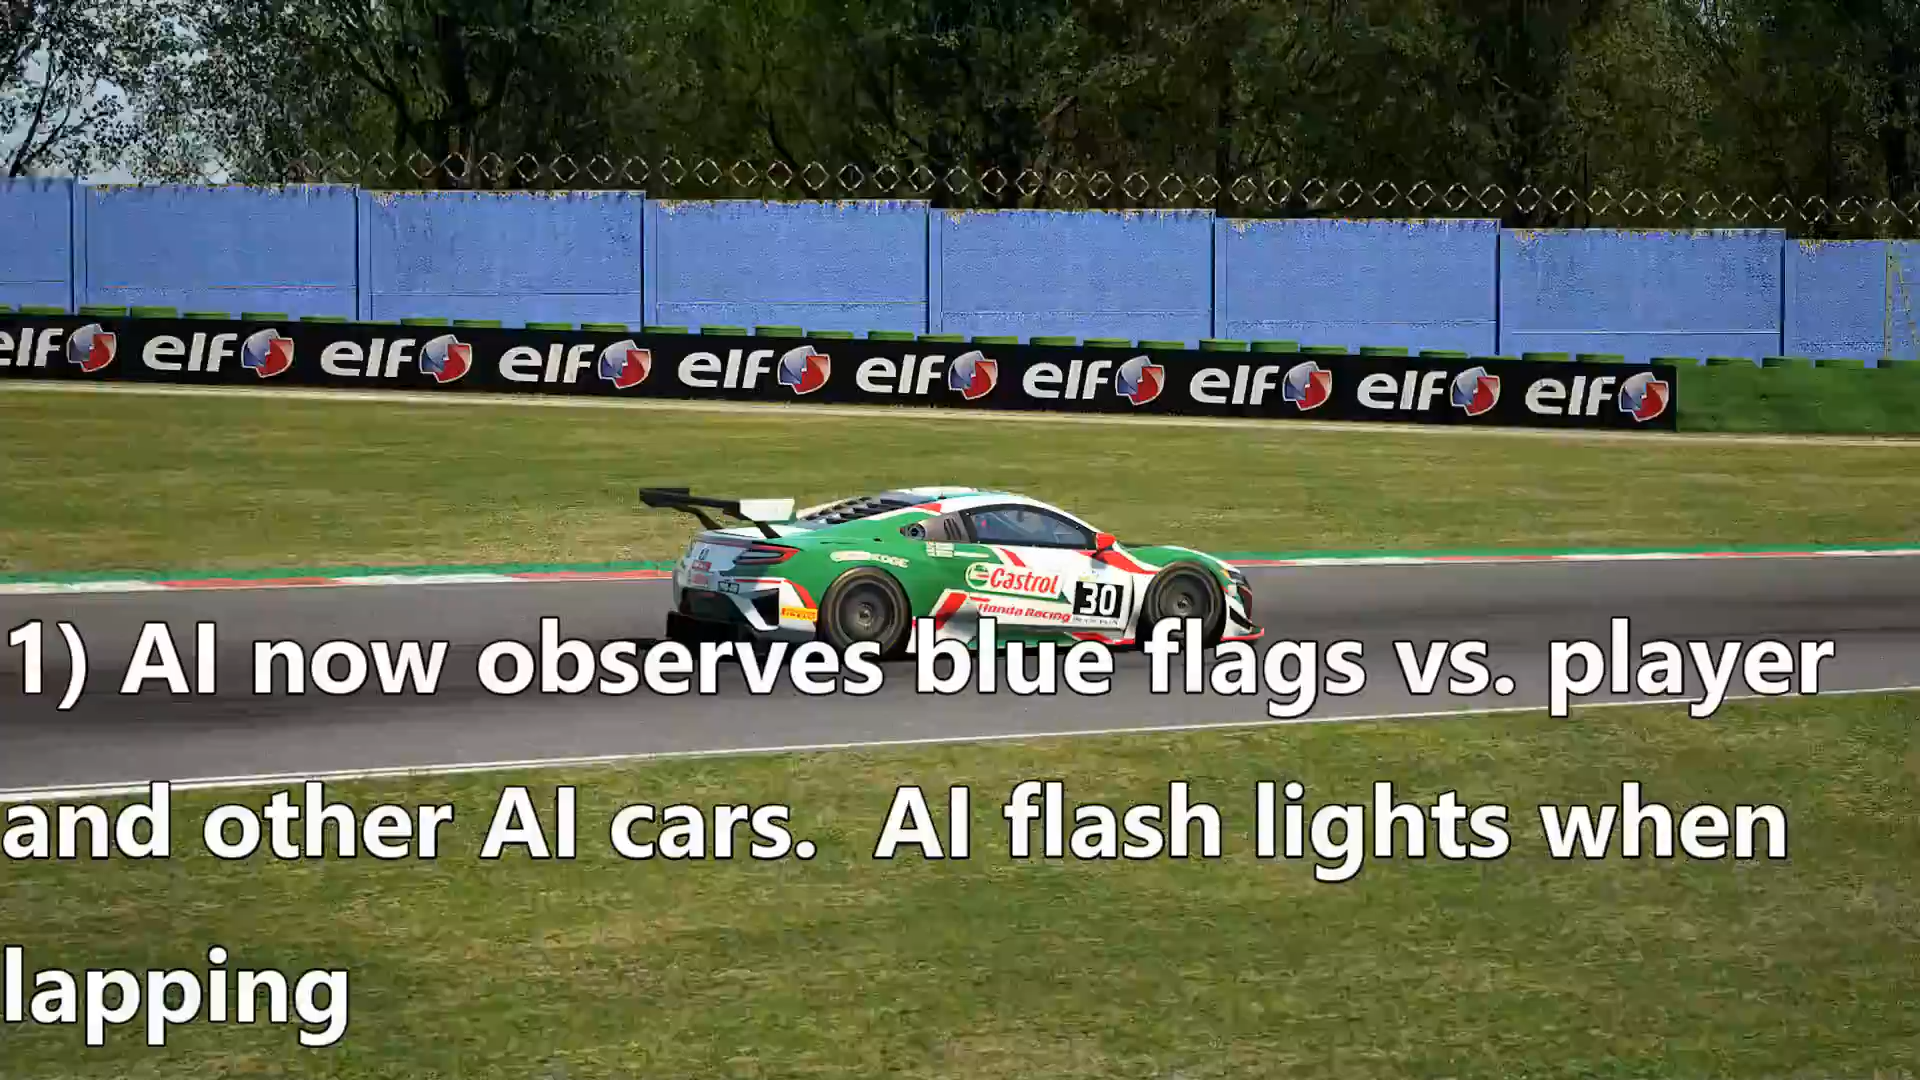 elf elf elf elf elf elf elf elf elf elf
EDGE
Castrol
Honda Racing
30
1) AI now observes blue flags vs. player
and other AI cars.  AI flash lights when
lapping